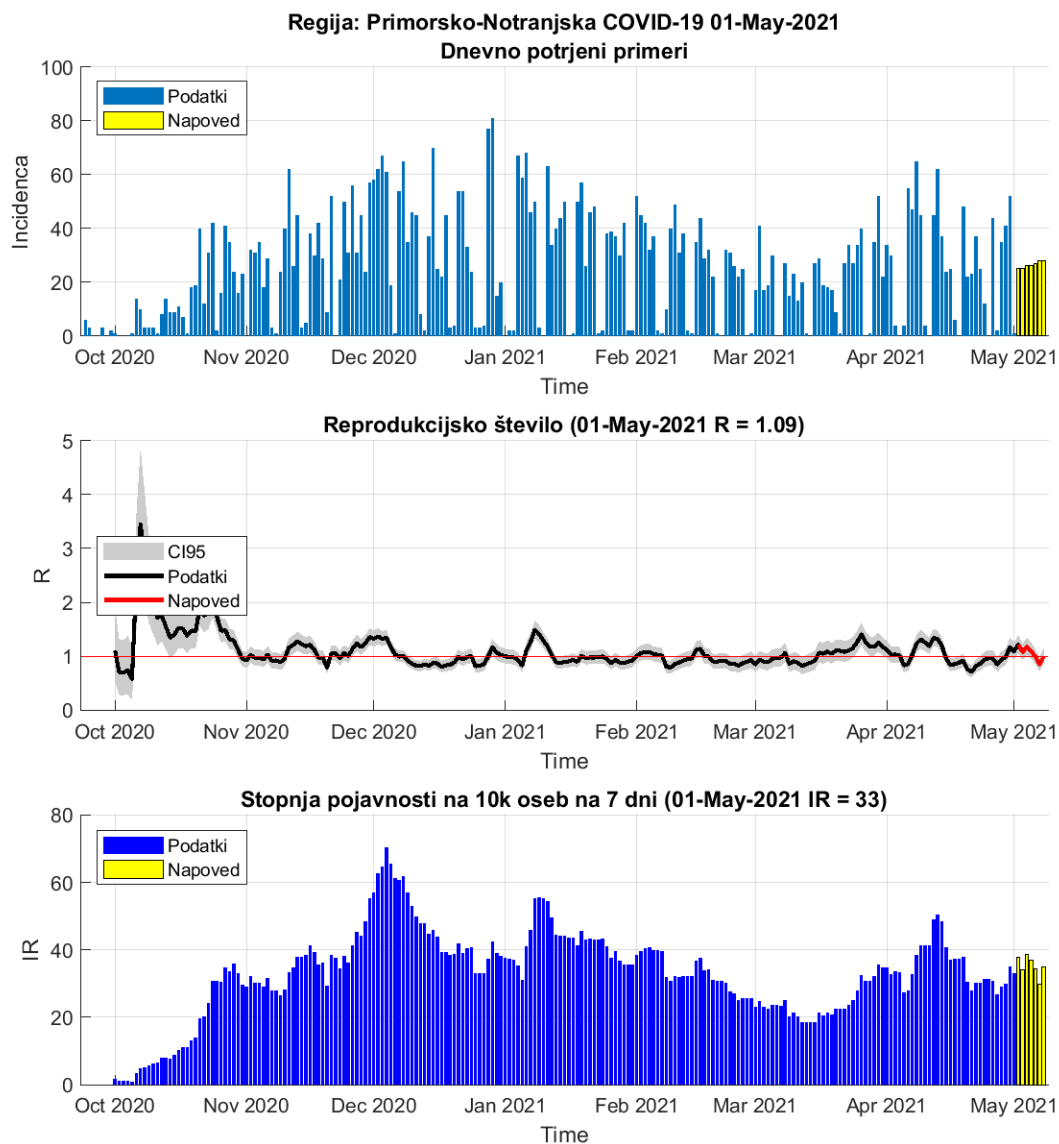 Regija: Primorsko-Notranjska COVID-19 01-May-2021
Dnevno potrjeni primeri
100
80
60
40
20
0
Incidenca
Podatki
Napoved
Oct 2020 Nov 2020 Dec 2020 Jan 2021 Feb 2021 Mar 2021 Apr 2021 May 2021
Time
Reprodukcijsko število (01-May-2021 R = 1.09)
5
4
3
2
1
0
R
CI95
Podatki
Napoved
Oct 2020 Nov 2020 Dec 2020 Jan 2021 Feb 2021 Mar 2021 Apr 2021 May 2021
Time
Stopnja pojavnosti na 10k oseb na 7 dni (01-May-2021 IR = 33)
80
60
40
20
0
IR
Podatki
Napoved
Oct 2020 Nov 2020 Dec 2020 Jan 2021 Feb 2021 Mar 2021 Apr 2021 May 2021
Time